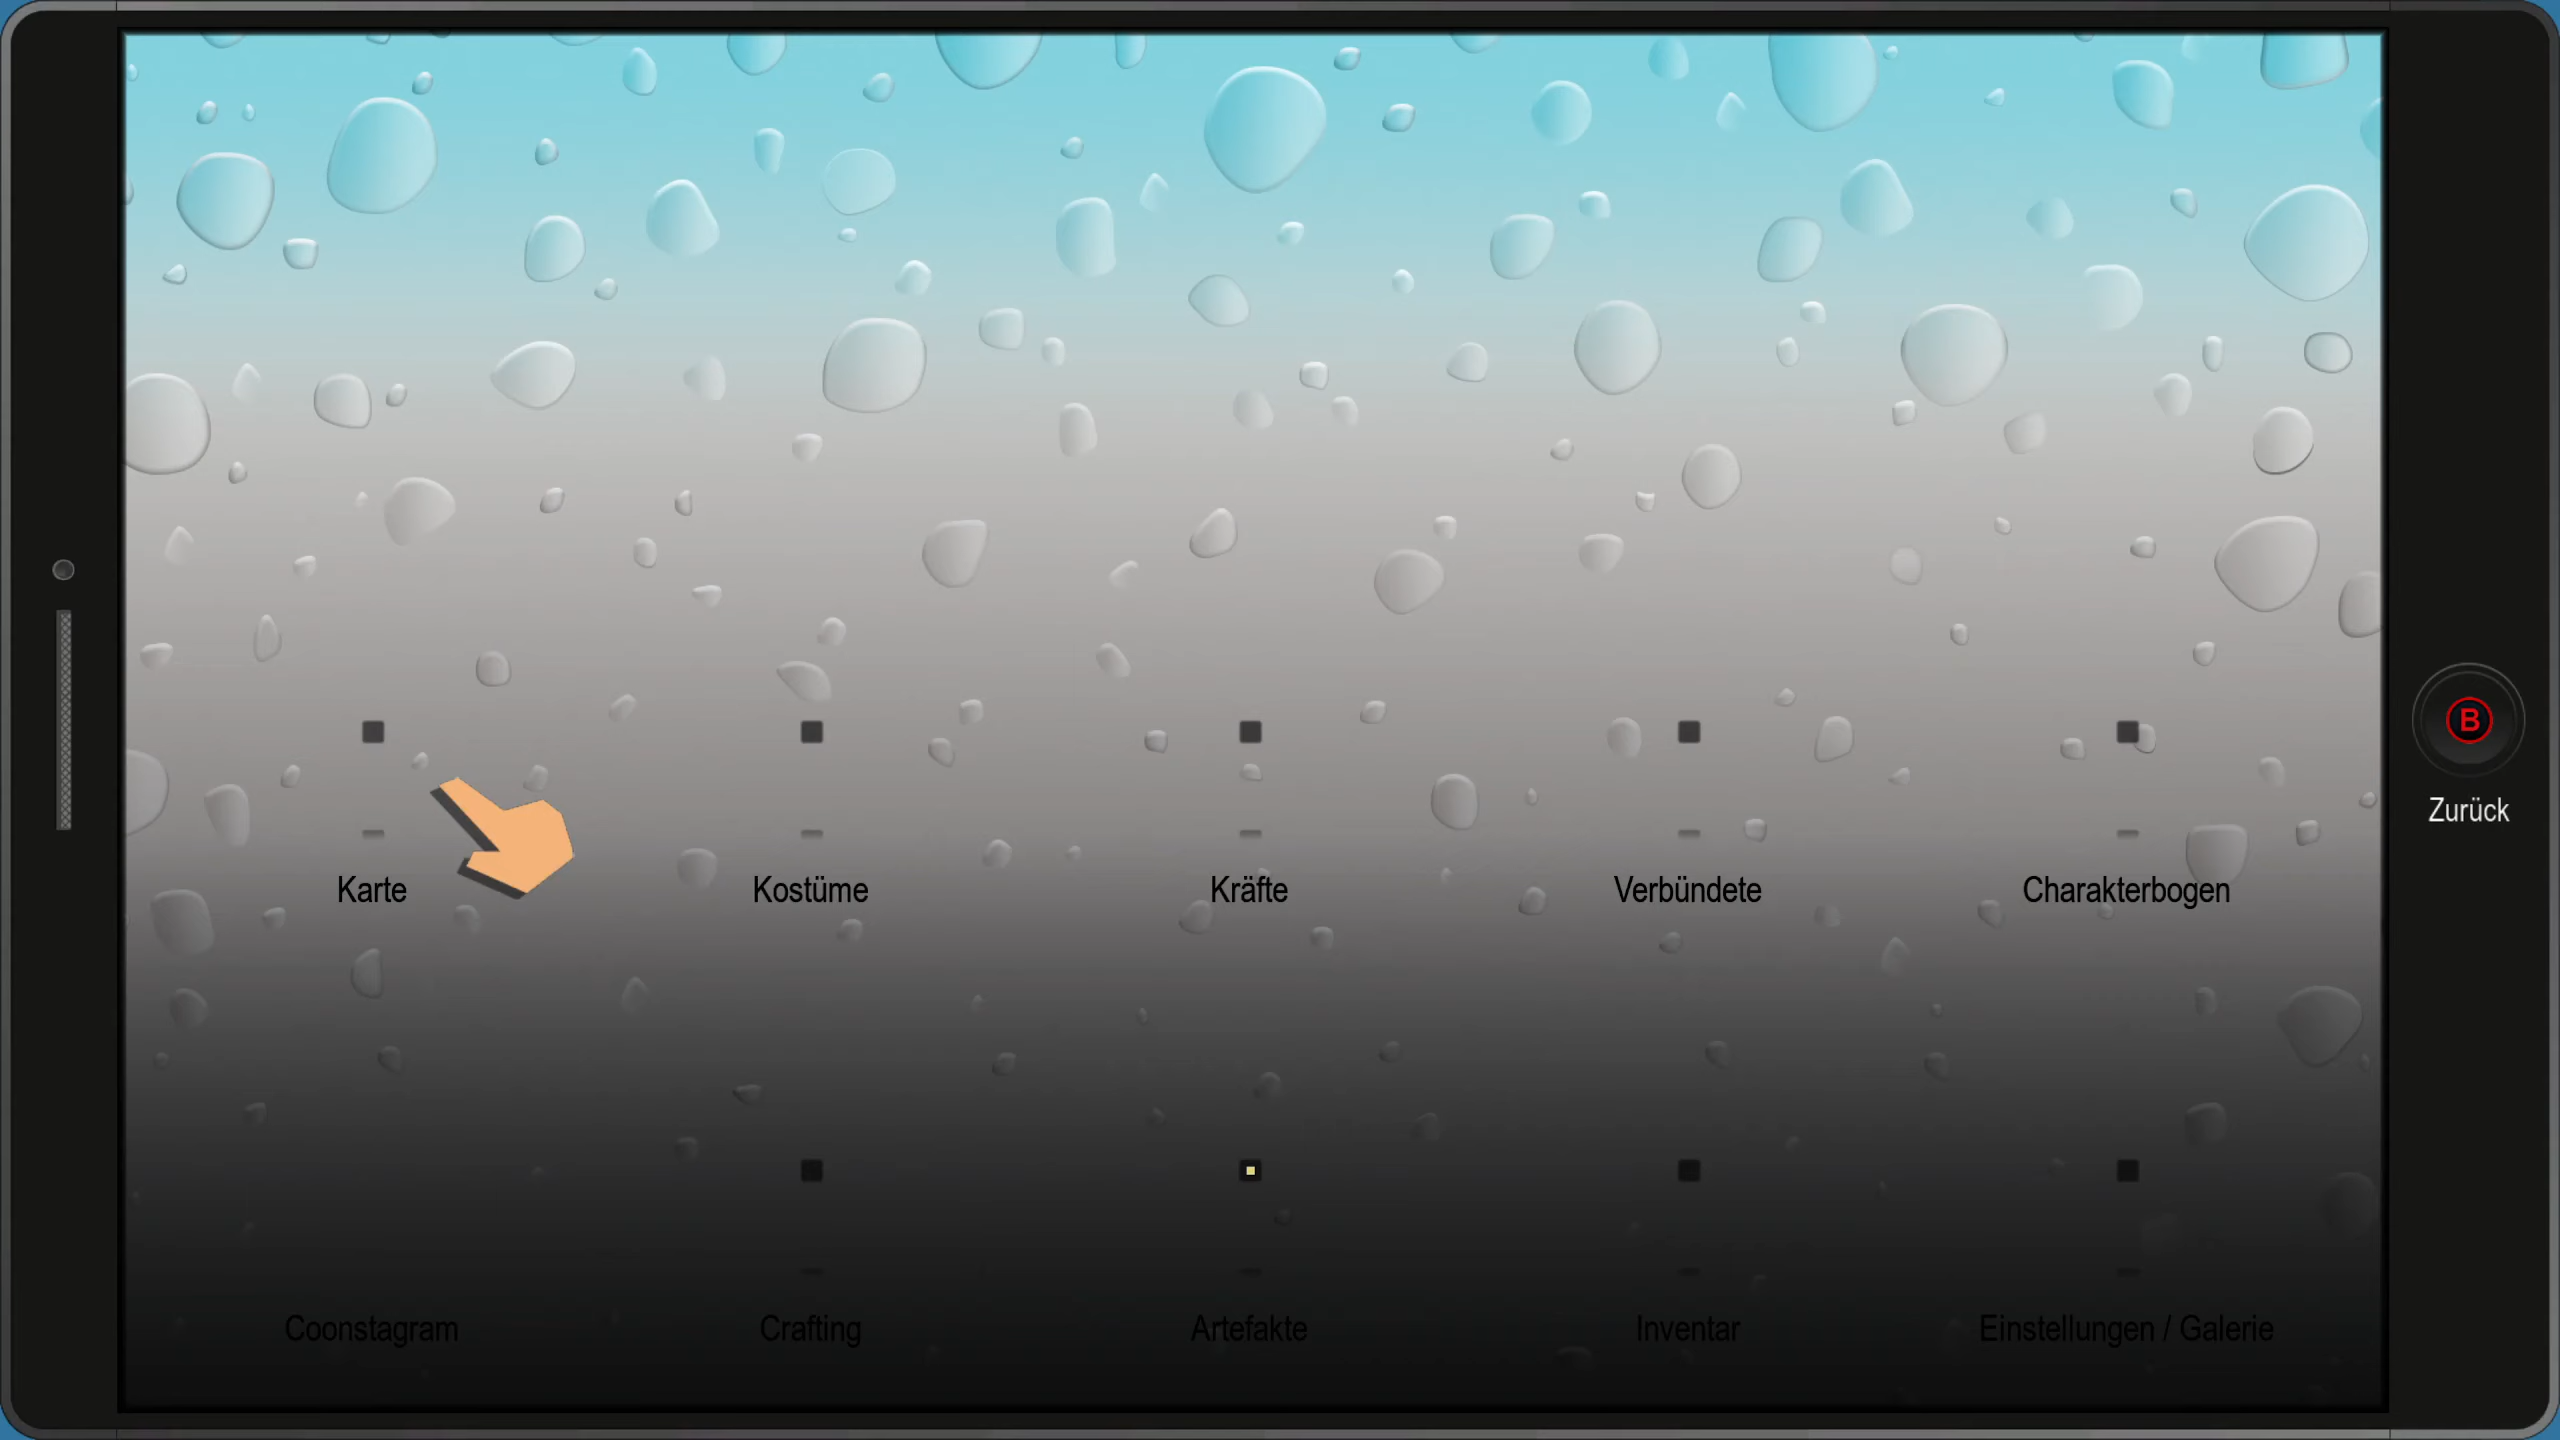 B
Zurück
Karte
Kostüme
Kräfte
Verbündete
Charakterbogen
Coonstagram
Crafting
Artefakte
Inventar
Einstellungen / Galerie